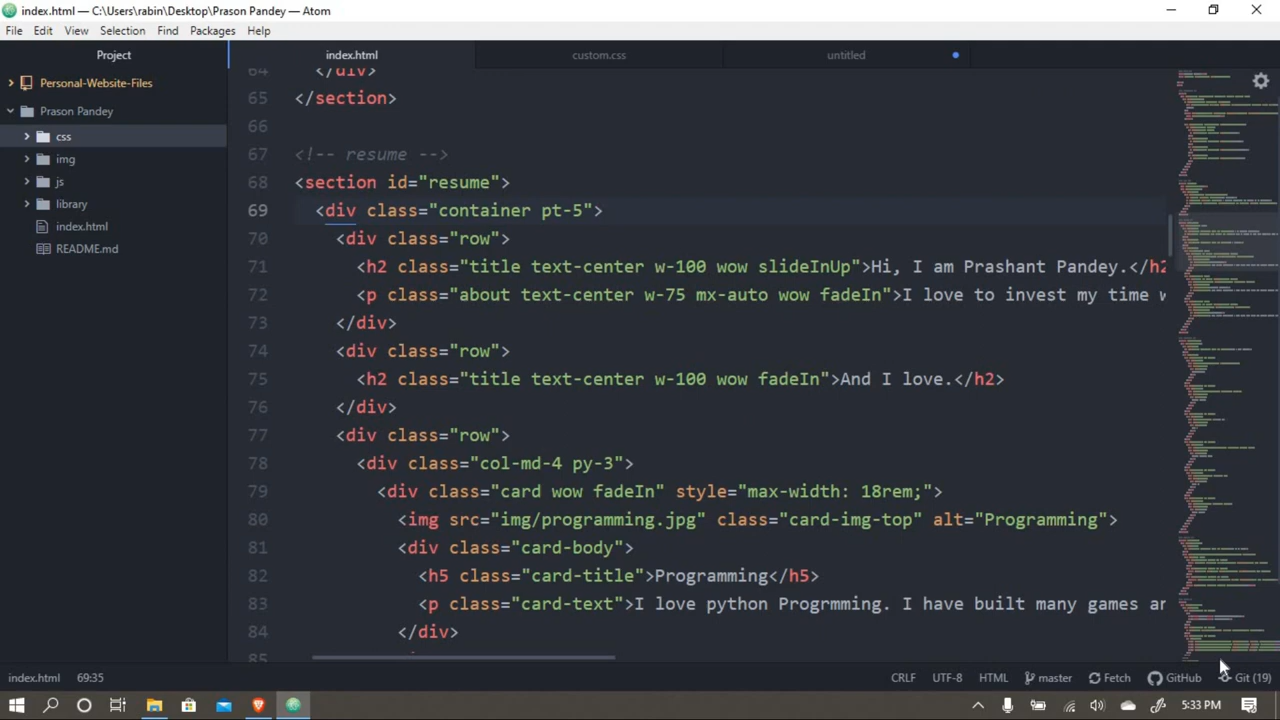 index.html — C:\Users\rabin\Desktop\Prason Pandey — Atom
File Edit View Selection Find Packages Help
Project
index.html
custom.css
untitled
Personal-Website-Files
Prason Pandey
css
img
js
library
index.html
README.md
64 </div>
65 </section>
66
67 <!-- resume -->
68 <section id="resume">
69 <div class="container pt-5">
70 <div class="row">
71 <h2 class="title text-center w-100 wow slideInUp">Hi, I am Prashant Pandey.</h2
72 <p class="about text-center w-75 mx-auto wow fadeIn">I love to invest my time w
73 </div>
74 <div class="row">
75 <h2 class="title text-center w-100 wow fadeIn">And I love.</h2>
76 </div>
77 <div class="row">
78 <div class="col-md-4 py-3">
79 <div class="card wow fadeIn" style="max-width: 18rem;">
80 <img src="img/programming.jpg" class="card-img-top" alt="Programming">
81 <div class="card-body">
82 <h5 class="card-title">Programming</h5>
83 <p class="card-text">I love python Programing. I have built many games an
84 </div>
85
index.html 69:35 CRLF UTF-8 HTML master Fetch GitHub Git (19)
5:33 PM